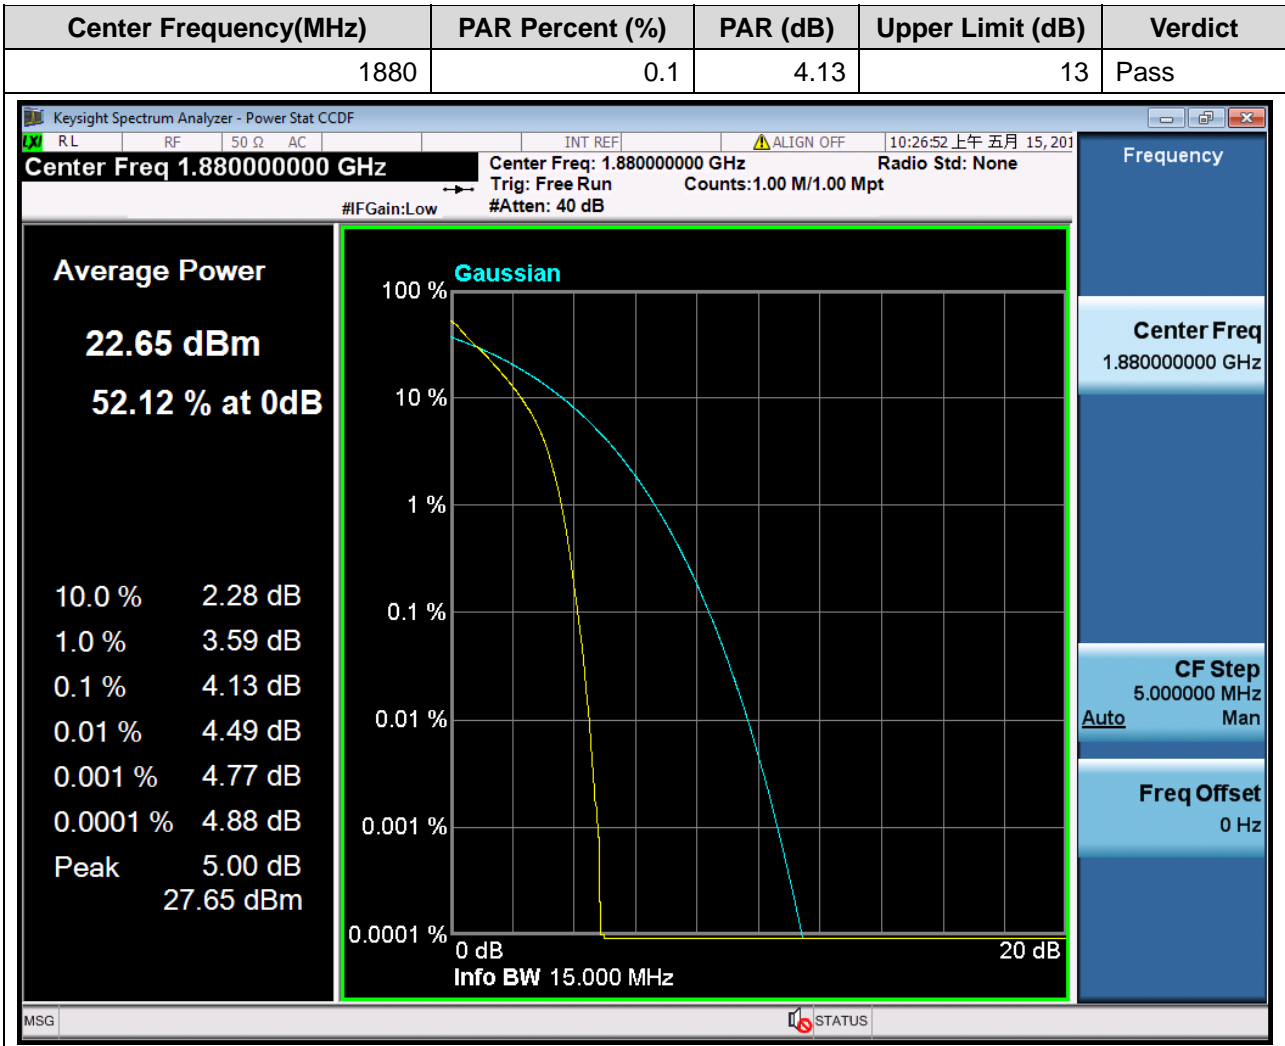 Center Frequency(MHz) PAR Percent (%) PAR (dB) Upper Limit (dB) Verdict
1880 0.1 4.13 13 Pass
Keysight Spectrum Analyzer - Power Stat CCDF
LXI RL RF 50 Ω AC INT REF ALIGN OFF 10:26:52 上午 五月 15, 201
Center Freq 1.880000000 GHz
Center Freq: 1.880000000 GHz Radio Std: None
Trig: Free Run Counts:1.00 M/1.00 Mpt
#IFGain:Low #Atten: 40 dB
Average Power
22.65 dBm
52.12 % at 0dB
10.0 % 2.28 dB
1.0 % 3.59 dB
0.1 % 4.13 dB
0.01 % 4.49 dB
0.001 % 4.77 dB
0.0001 % 4.88 dB
Peak 5.00 dB
27.65 dBm
Gaussian
100 %
10 %
1 %
0.1 %
0.01 %
0.001 %
0.0001 %
0 dB 20 dB
Info BW 15.000 MHz
Frequency
Center Freq
1.880000000 GHz
CF Step
5.000000 MHz
Auto Man
Freq Offset
0 Hz
MSG STATUS